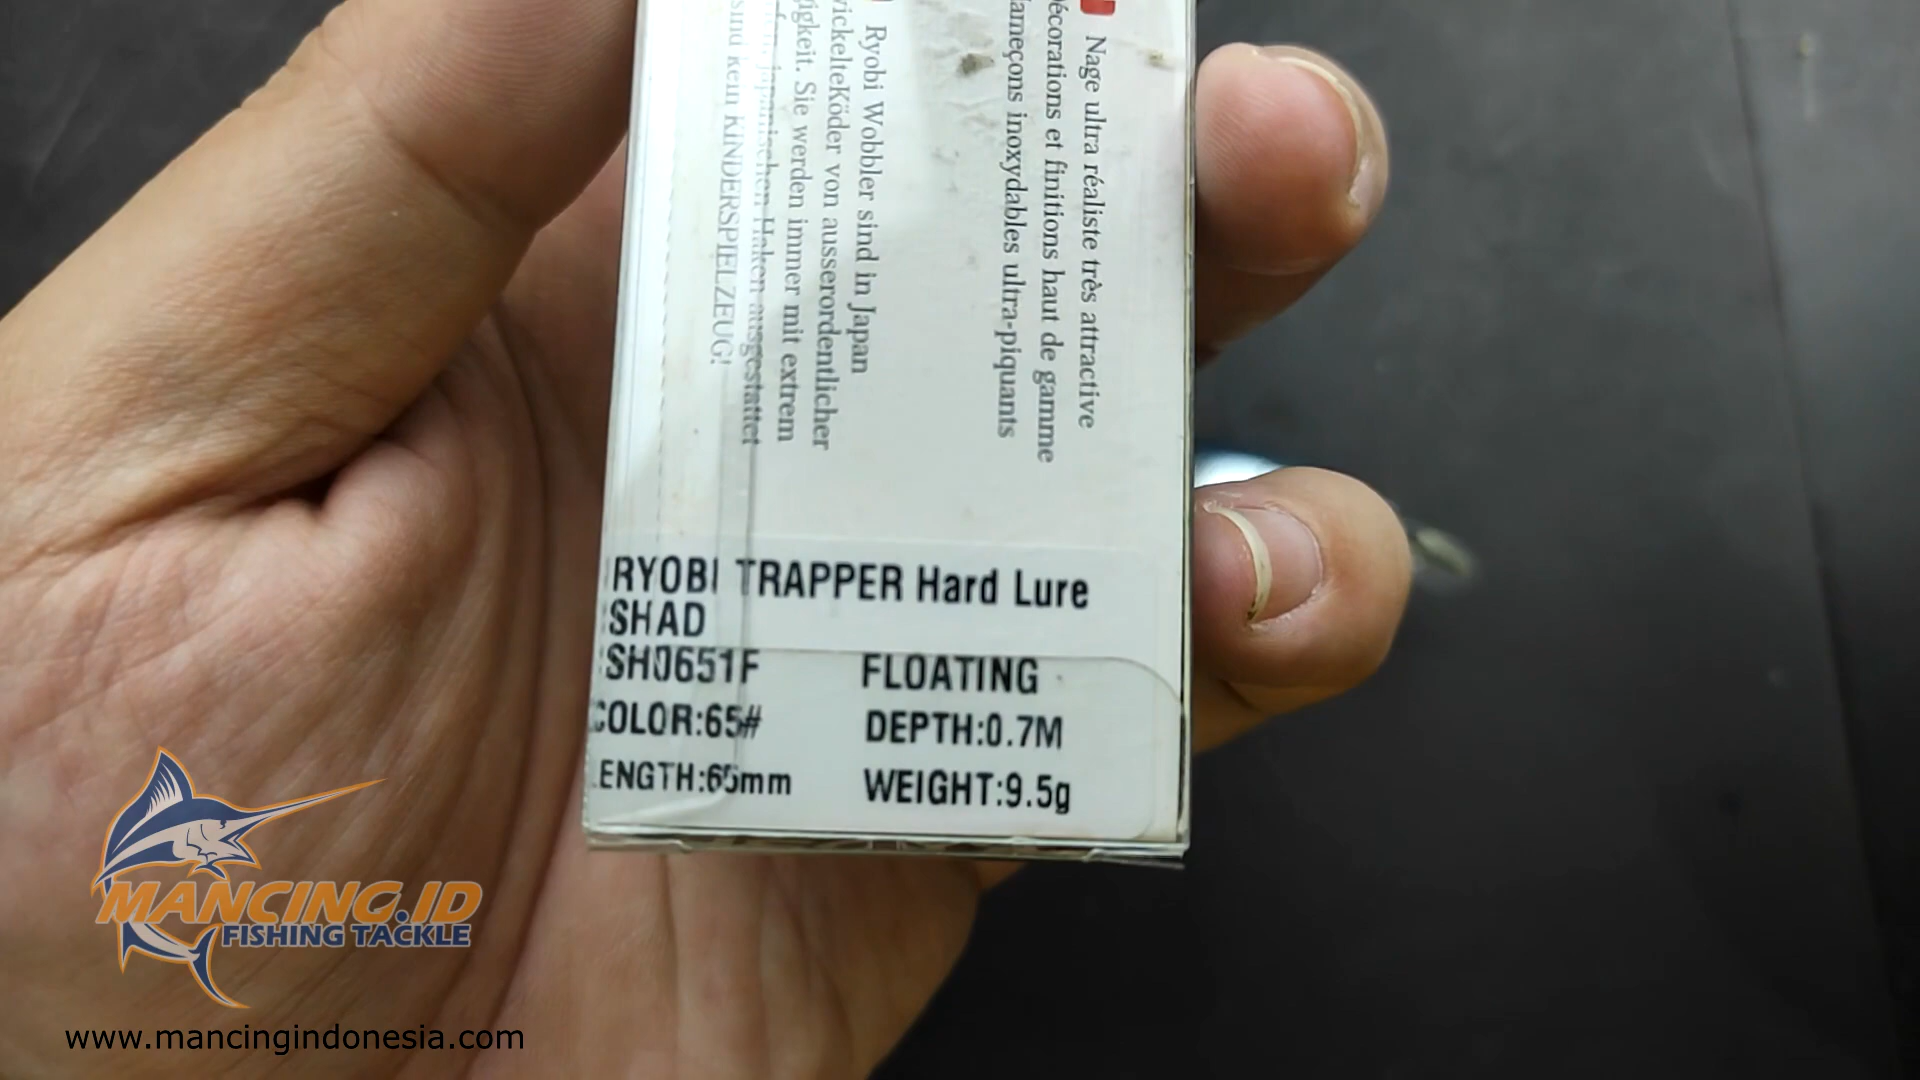 Nage ultra réaliste très attractive
Décorations et finitions haut de gamme
Hameçons inoxydables ultra-piquants
Ryobi Wobbler sind in Japan
wickelteKöder von ausserordentlicher
gigkeit. Sie werden immer mit extrem
japanischen Haken ausgestattet
sind kein KINDERSPIELZEUG!
RYOBI TRAPPER Hard Lure
SHAD
SH0651F FLOATING
COLOR:65# DEPTH:0.7M
LENGTH:65mm WEIGHT:9.5g
MANCING.ID
FISHING TACKLE
www.mancingindonesia.com